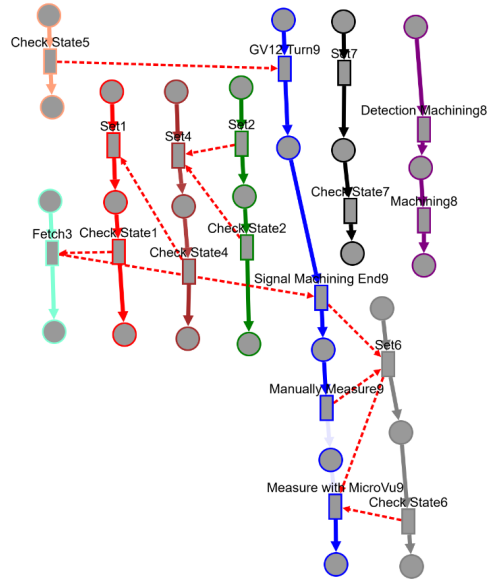 Check State5
GV12 Turn9
Set7
Detection Machining8
Set1
Set4
Set2
Check State7
Machining8
Fetch3
Check State1
Check State4
Check State2
Signal Machining End9
Set6
Manually Measure9
Measure with MicroVu9
Check State6